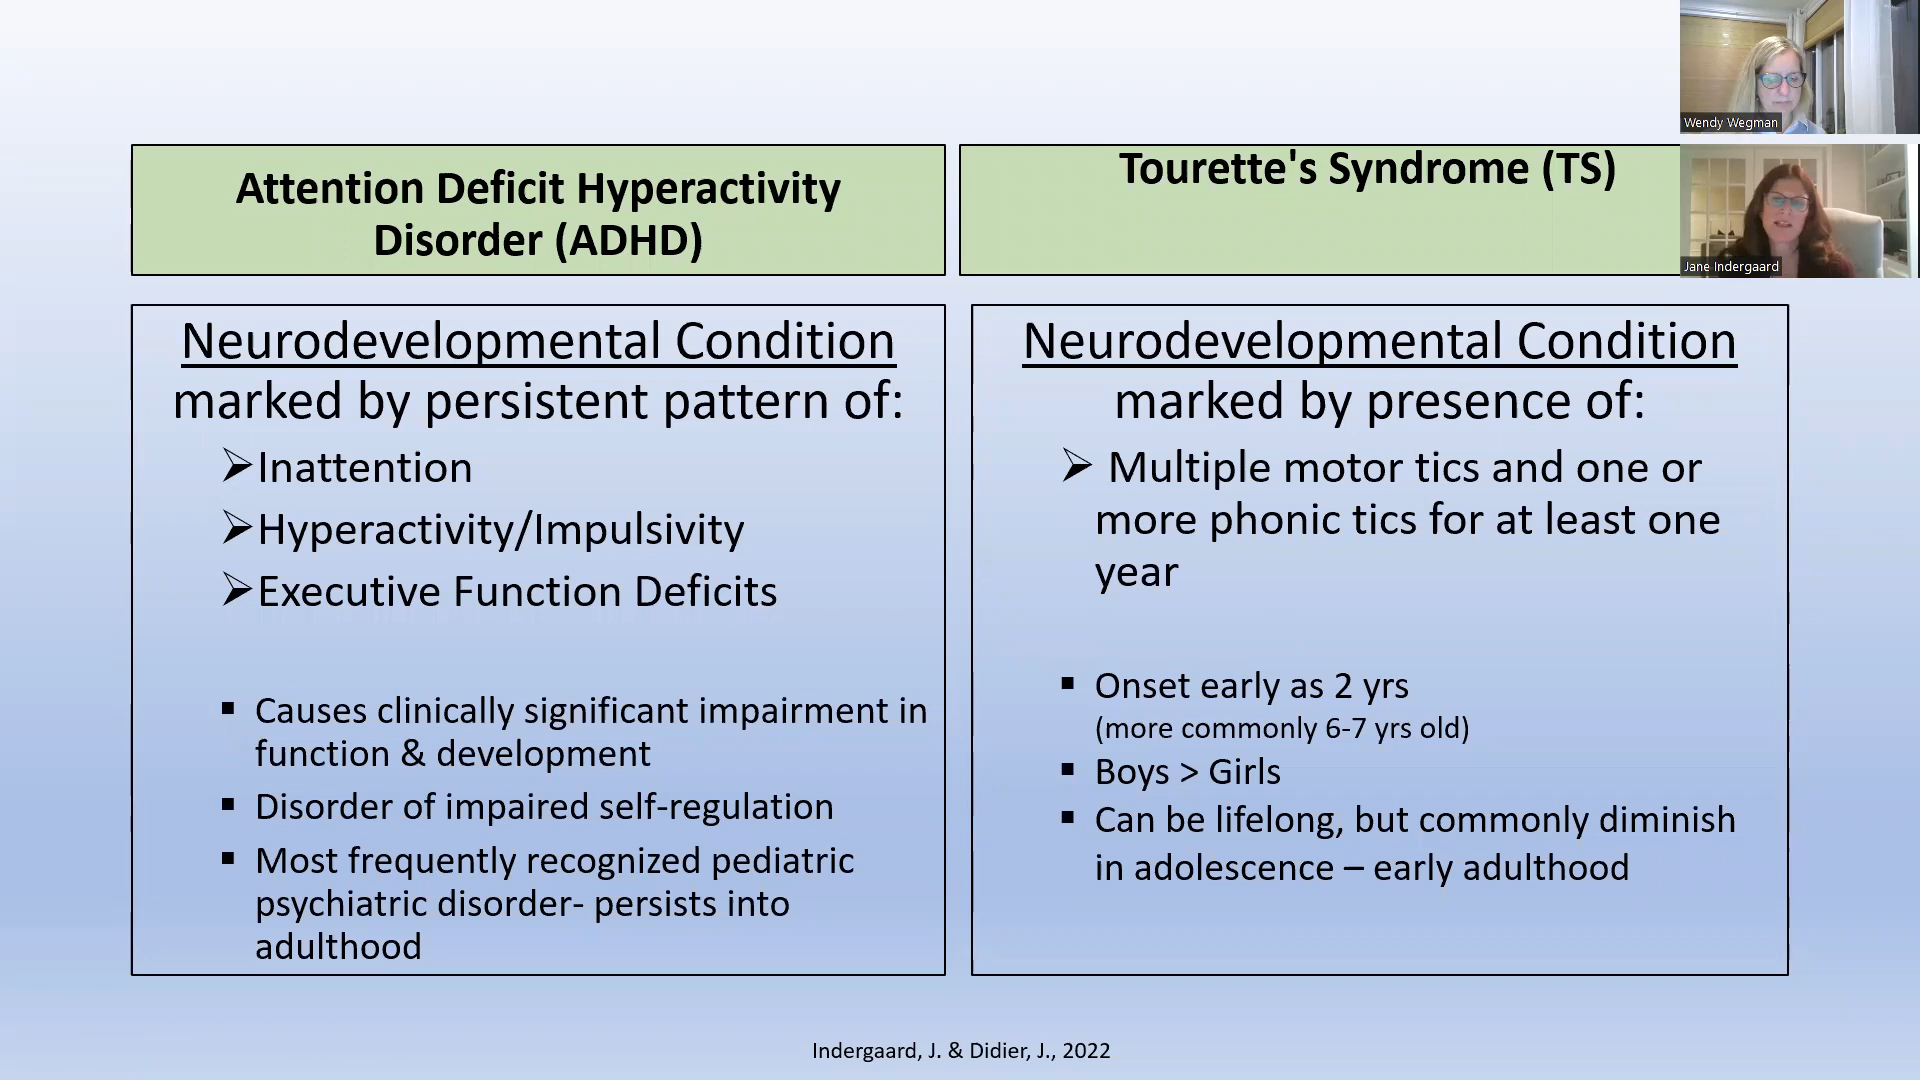 Wendy Wegman
Attention Deficit Hyperactivity
Disorder (ADHD)
Tourette's Syndrome (TS)
Jane Indergaard
Neurodevelopmental Condition
marked by persistent pattern of:
➢Inattention
➢Hyperactivity/Impulsivity
➢Executive Function Deficits
▪ Causes clinically significant impairment in
function & development
▪ Disorder of impaired self-regulation
▪ Most frequently recognized pediatric
psychiatric disorder- persists into
adulthood
Neurodevelopmental Condition
marked by presence of:
➢ Multiple motor tics and one or
more phonic tics for at least one
year
▪ Onset early as 2 yrs
(more commonly 6-7 yrs old)
▪ Boys > Girls
▪ Can be lifelong, but commonly diminish
in adolescence – early adulthood
Indergaard, J. & Didier, J., 2022